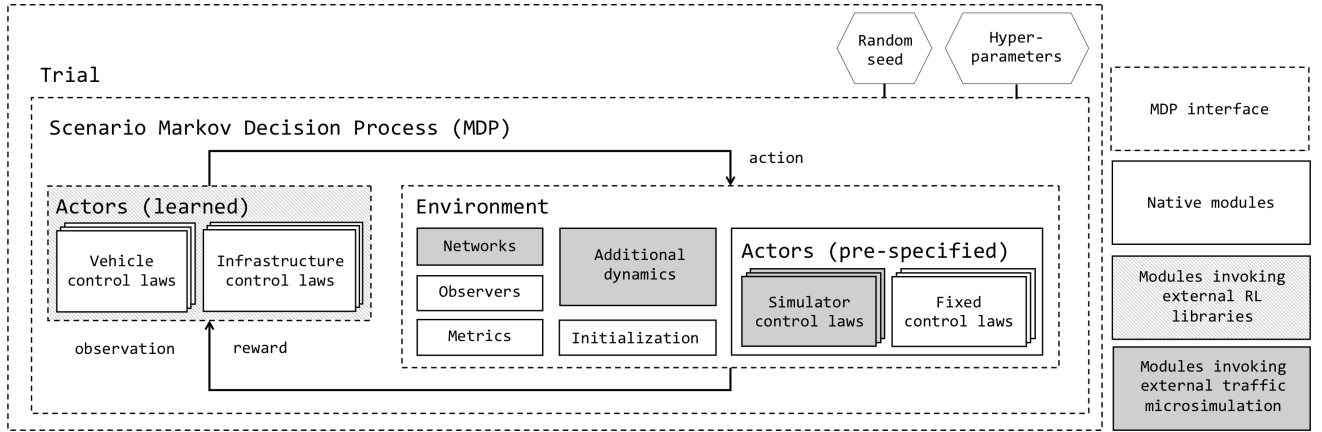 Random
seed
Hyper-
parameters
Trial
Scenario Markov Decision Process (MDP)
action
Actors (learned)
Vehicle
control laws
Infrastructure
control laws
Environment
Networks
Observers
Metrics
Additional
dynamics
Initialization
Actors (pre-specified)
Simulator
control laws
Fixed
control laws
observation
reward
MDP interface
Native modules
Modules invoking
external RL
libraries
Modules invoking
external traffic
microsimulation